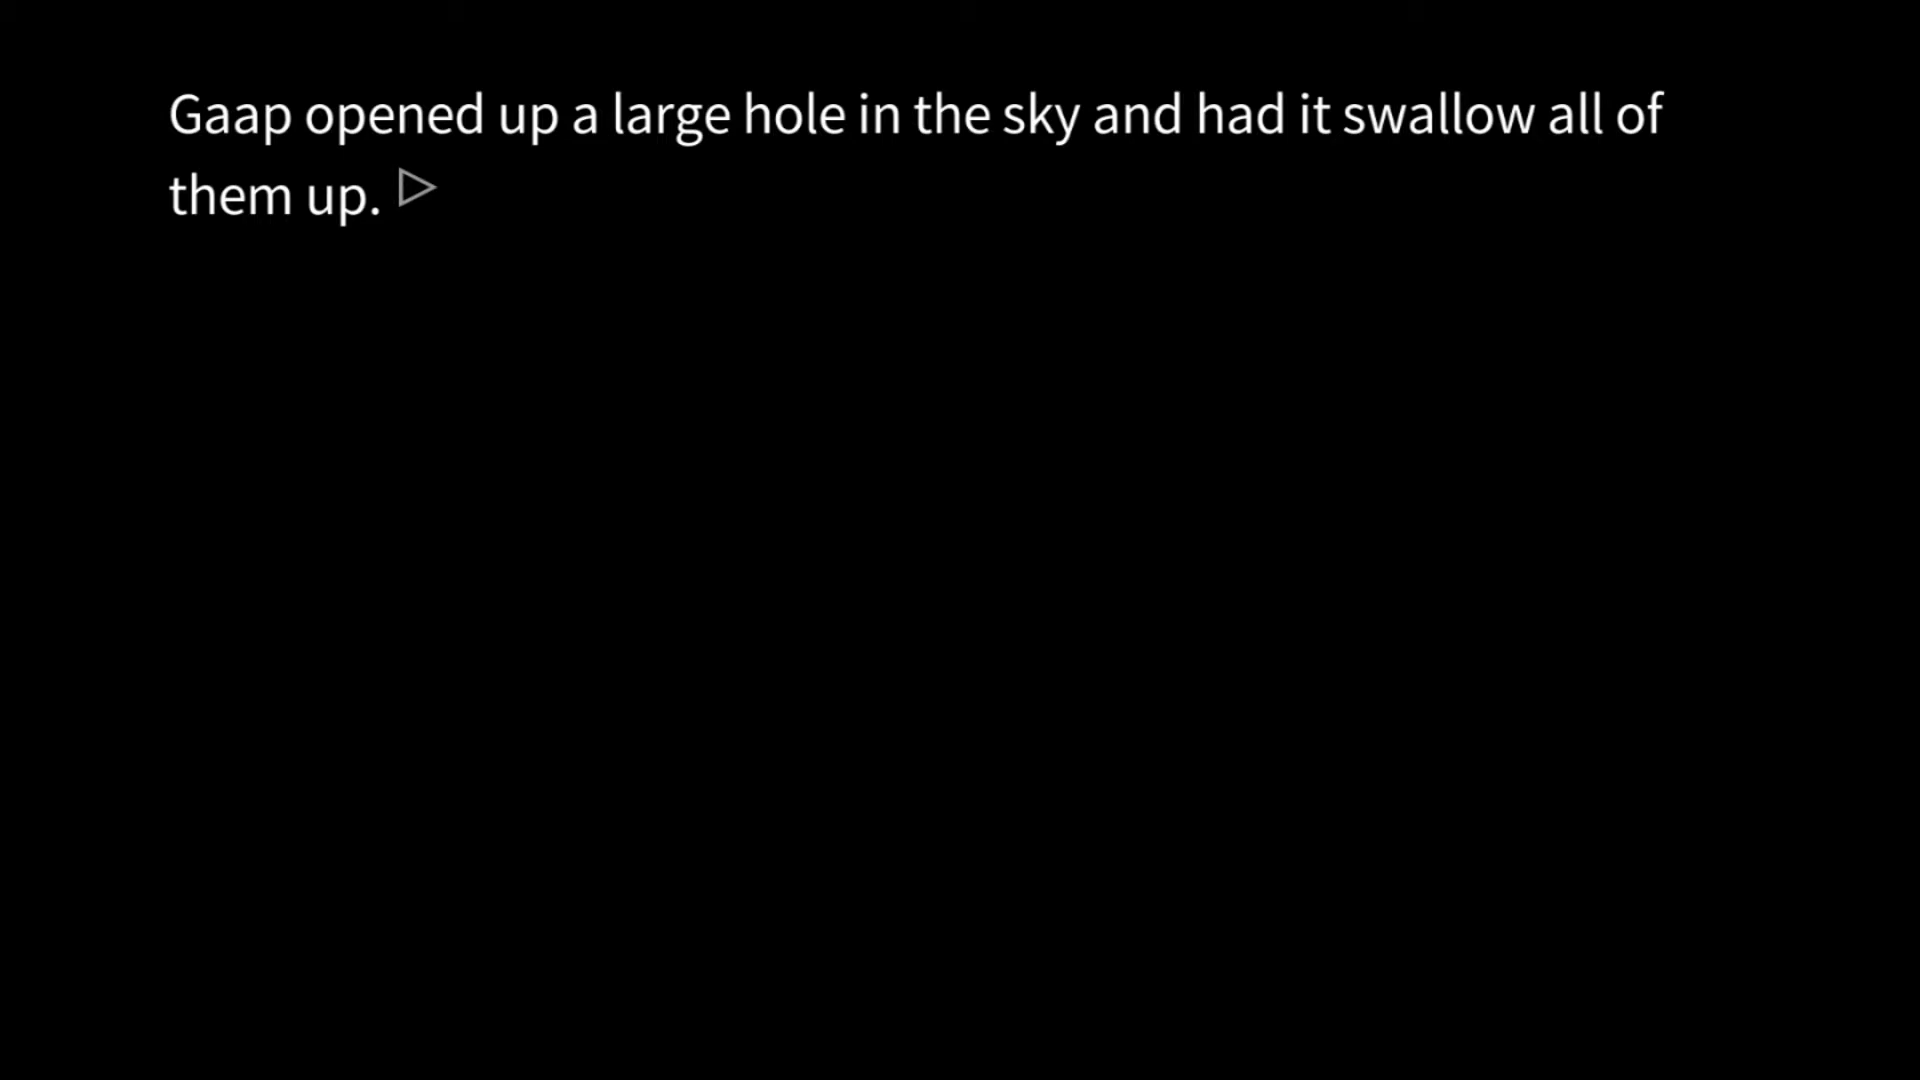 Gaap opened up a large hole in the sky and had it swallow all of
them up.